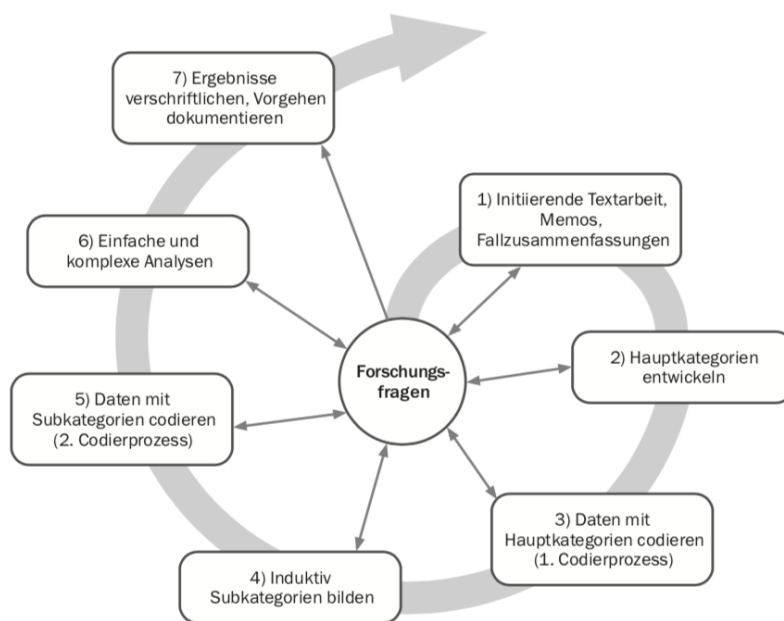 7) Ergebnisse
verschriftlichen, Vorgehen
dokumentieren
1) Initiierende Textarbeit,
Memos,
Fallzusammenfassungen
6) Einfache und
komplexe Analysen
Forschungs-
fragen
2) Hauptkategorien
entwickeln
5) Daten mit
Subkategorien codieren
(2. Codierprozess)
3) Daten mit
Hauptkategorien codieren
(1. Codierprozess)
4) Induktiv
Subkategorien bilden